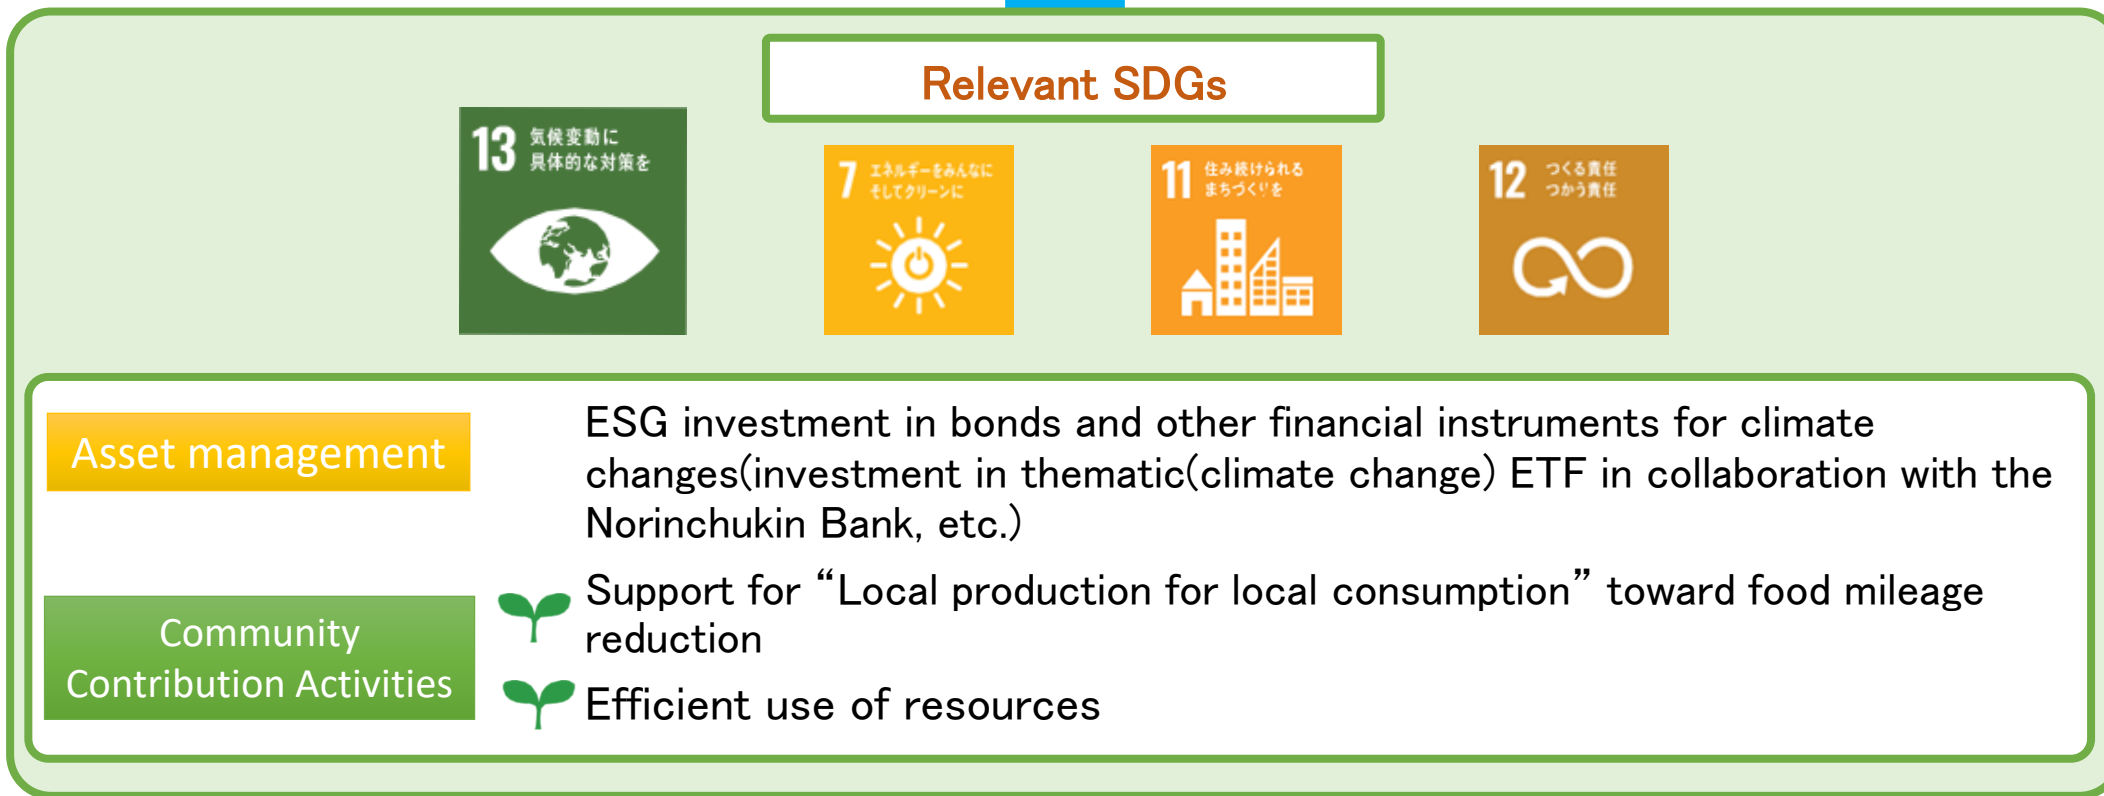 Relevant SDGs
13 気候変動に
具体的な対策を
7 エネルギーをみんなに
そしてクリーンに
11 住み続けられる
まちづくりを
12 つくる責任
つかう責任
Asset management
ESG investment in bonds and other financial instruments for climate
changes(investment in thematic(climate change) ETF in collaboration with the
Norinchukin Bank, etc.)
Community
Contribution Activities
Support for “Local production for local consumption” toward food mileage
reduction
Efficient use of resources